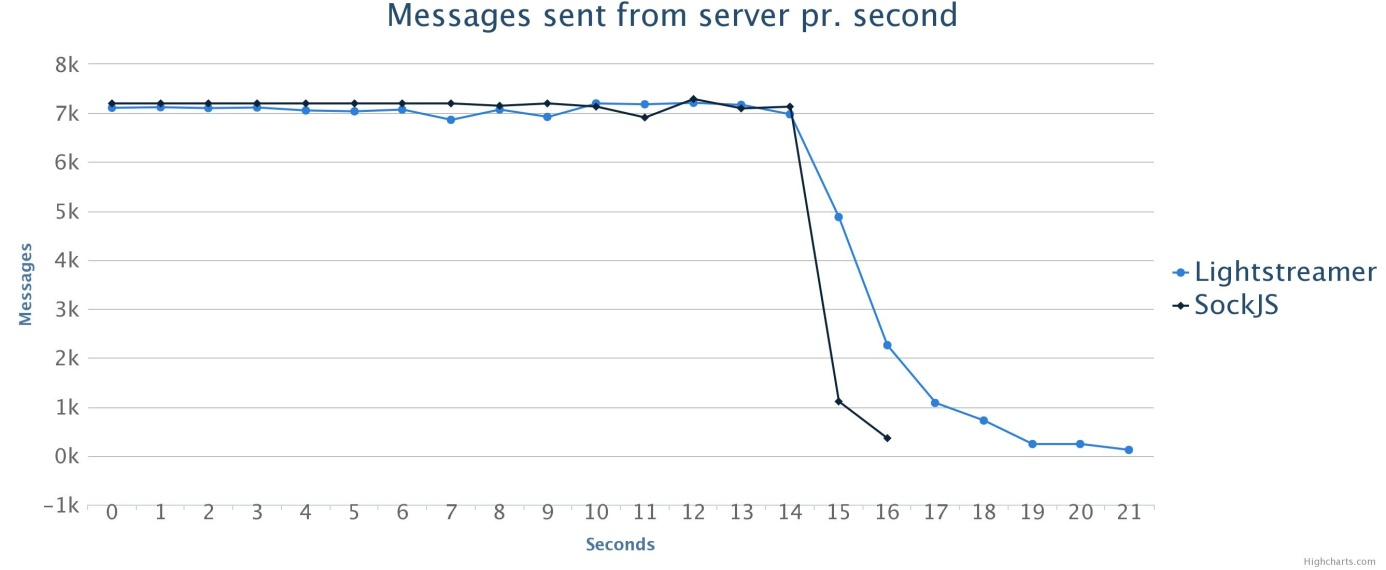 Messages sent from server pr. second
8k
7k
6k
5k
4k
3k
2k
1k
0k
−1k
Messages
0 1 2 3 4 5 6 7 8 9 10 11 12 13 14 15 16 17 18 19 20 21
Seconds
Lightstreamer
SockJS
Highcharts.com